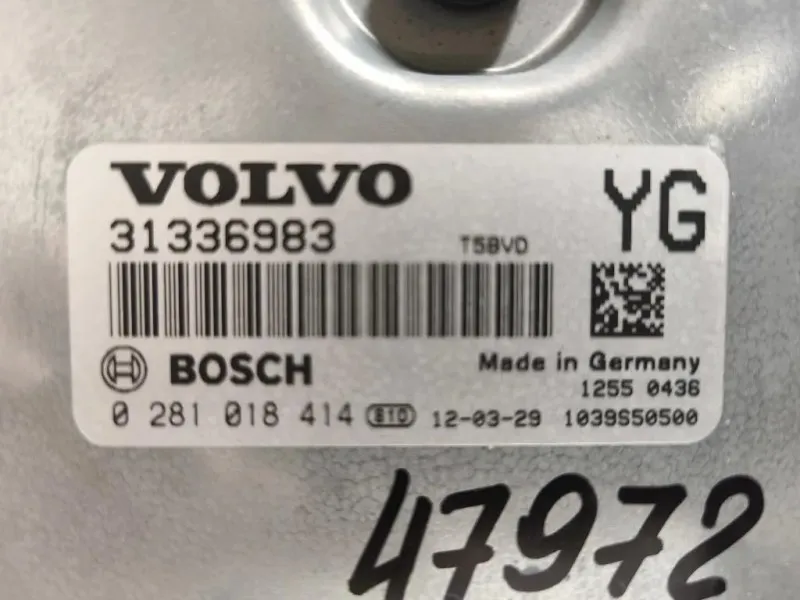 VOLVO
YG
31336983 T5BVD
BOSCH Made in Germany
1255 0436
0 281 018 414 E10 12-03-29 1039S50500
47972